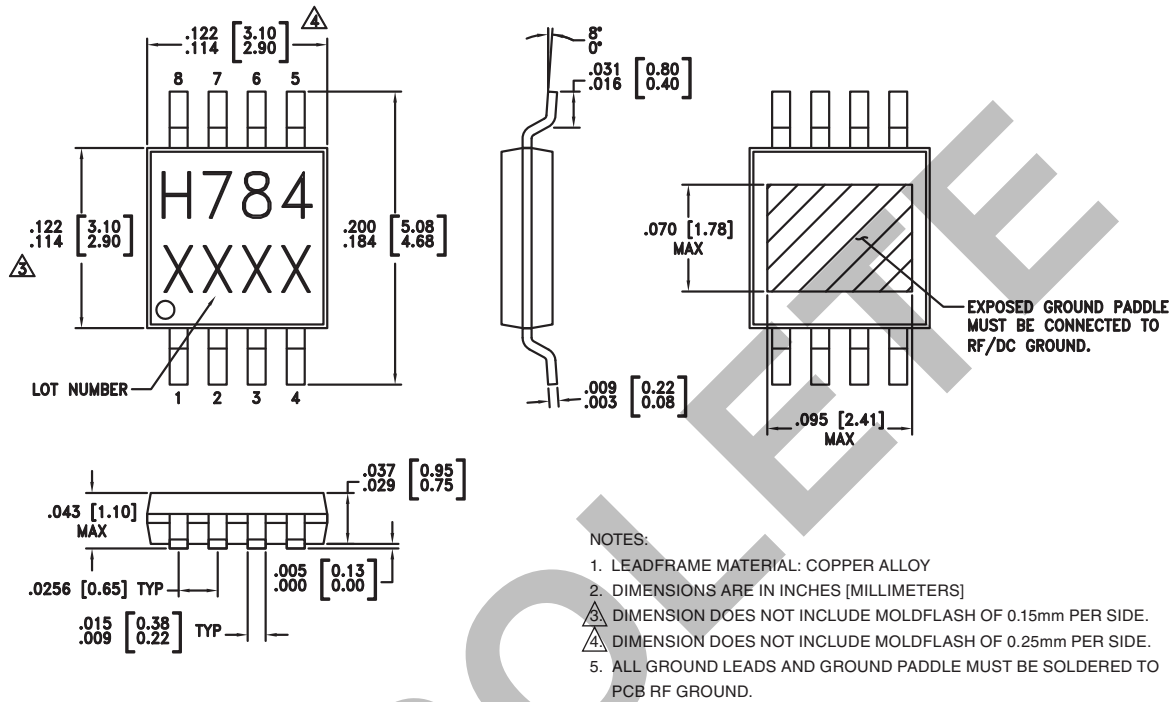 .122 [3.10]
.114 [2.90]
4
8 7 6 5
H784
XXXX
.122 [3.10]
.114 [2.90]
3
.200 [5.08]
.184 [4.68]
LOT NUMBER
1 2 3 4
8°
0°
.031 [0.80]
.016 [0.40]
.009 [0.22]
.003 [0.08]
.070 [1.78]
MAX
EXPOSED GROUND PADDLE
MUST BE CONNECTED TO
RF/DC GROUND.
.095 [2.41]
MAX
.037 [0.95]
.029 [0.75]
.043 [1.10]
MAX
.005 [0.13]
.000 [0.00]
.0256 [0.65] TYP
.015 [0.38]
.009 [0.22]
TYP
NOTES:
1. LEADFRAME MATERIAL: COPPER ALLOY
2. DIMENSIONS ARE IN INCHES [MILLIMETERS]
3. DIMENSION DOES NOT INCLUDE MOLDFLASH OF 0.15mm PER SIDE.
4. DIMENSION DOES NOT INCLUDE MOLDFLASH OF 0.25mm PER SIDE.
5. ALL GROUND LEADS AND GROUND PADDLE MUST BE SOLDERED TO
PCB RF GROUND.
OLETE